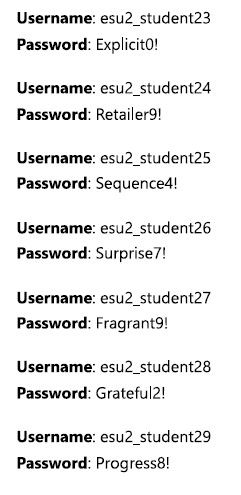 Username: esu2_student23
Password: Explicit0!
Username: esu2_student24
Password: Retailer9!
Username: esu2_student25
Password: Sequence4!
Username: esu2_student26
Password: Surprise7!
Username: esu2_student27
Password: Fragrant9!
Username: esu2_student28
Password: Grateful2!
Username: esu2_student29
Password: Progress8!